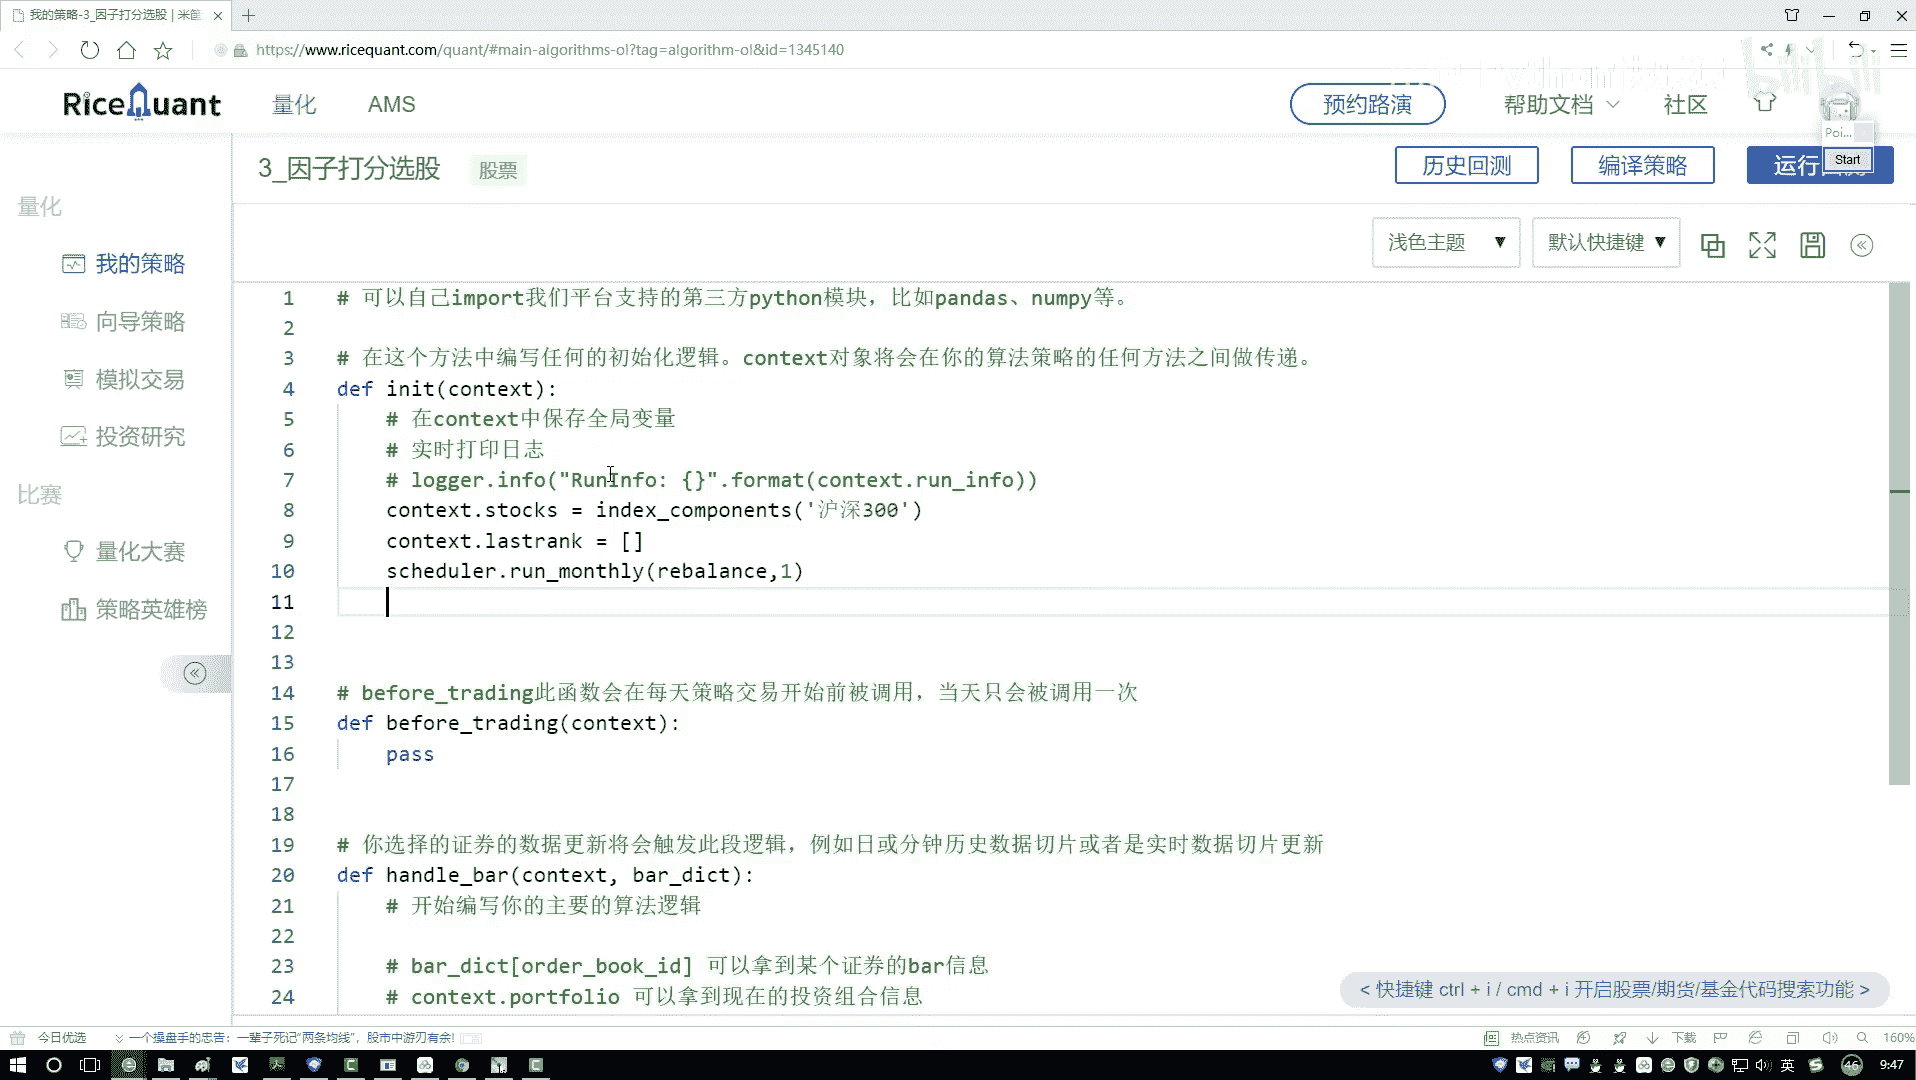 我的策略-3_因子打分选股 | 米筐
https://www.ricequant.com/quant/#main-algorithms-ol?tag=algorithm-ol&id=1345140
RiceQuant 量化 AMS 预约路演 帮助文档 社区
Poi...
Start
3_因子打分选股 股票 历史回测 编译策略 运行
量化
我的策略
向导策略
模拟交易
投资研究
比赛
量化大赛
策略英雄榜
浅色主题 ▼ 默认快捷键 ▼
1 # 可以自己import我们平台支持的第三方python模块，比如pandas、numpy等。
2
3 # 在这个方法中编写任何的初始化逻辑。context对象将会在你的算法策略的任何方法之间做传递。
4 def init(context):
5 # 在context中保存全局变量
6 # 实时打印日志
7 # logger.info("RunInfo: {}".format(context.run_info))
8 context.stocks = index_components('沪深300')
9 context.lastrank = []
10 scheduler.run_monthly(rebalance,1)
11
12
13
14 # before_trading此函数会在每天策略交易开始前被调用，当天只会被调用一次
15 def before_trading(context):
16 pass
17
18
19 # 你选择的证券的数据更新将会触发此段逻辑，例如日或分钟历史数据切片或者是实时数据切片更新
20 def handle_bar(context, bar_dict):
21 # 开始编写你的主要的算法逻辑
22
23 # bar_dict[order_book_id] 可以拿到某个证券的bar信息
24 # context.portfolio 可以拿到现在的投资组合信息
< 快捷键 ctrl + i / cmd + i 开启股票/期货/基金代码搜索功能 >
今日优选 一个操盘手的忠告：一辈子死记“两条均线”，股市中游刃有余! 热点资讯 下载 160%
英 46 9:47